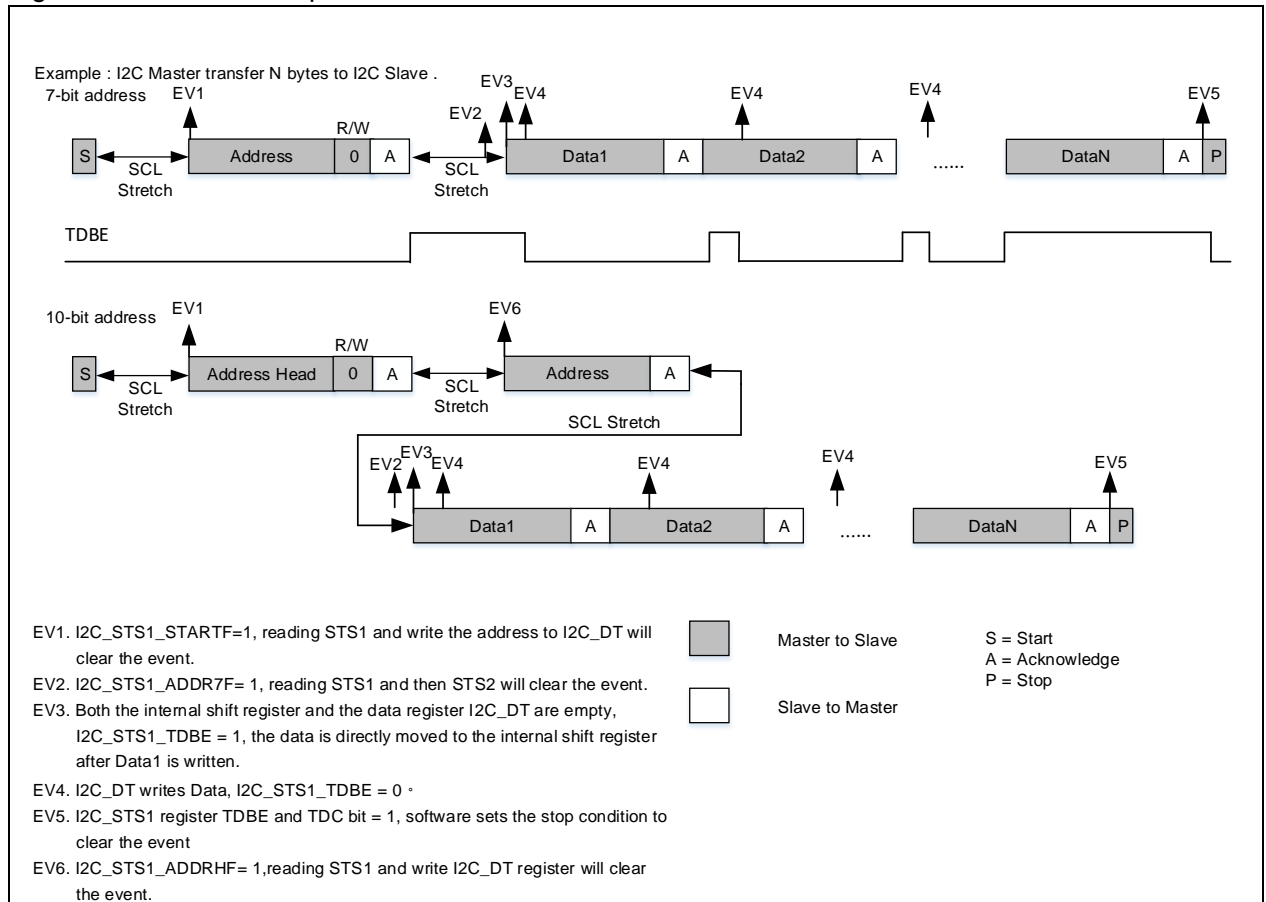 Example : I2C Master transfer N bytes to I2C Slave .
7-bit address
EV1
EV2
EV3
EV4
EV4
EV4
EV5
R/W
S
Address
0
A
Data1
A
Data2
A
......
DataN
A
P
SCL
Stretch
SCL
Stretch
TDBE
10-bit address
EV1
EV6
R/W
S
Address Head
0
A
Address
A
SCL
Stretch
SCL
Stretch
SCL Stretch
EV2
EV3
EV4
EV4
EV4
EV5
Data1
A
Data2
A
......
DataN
A
P
EV1. I2C_STS1_STARTF=1, reading STS1 and write the address to I2C_DT will
clear the event.
EV2. I2C_STS1_ADDR7F= 1, reading STS1 and then STS2 will clear the event.
EV3. Both the internal shift register and the data register I2C_DT are empty,
I2C_STS1_TDBE = 1, the data is directly moved to the internal shift register
after Data1 is written.
EV4. I2C_DT writes Data, I2C_STS1_TDBE = 0 。
EV5. I2C_STS1 register TDBE and TDC bit = 1, software sets the stop condition to
clear the event
EV6. I2C_STS1_ADDRHF= 1,reading STS1 and write I2C_DT register will clear
the event.
Master to Slave
Slave to Master
S = Start
A = Acknowledge
P = Stop